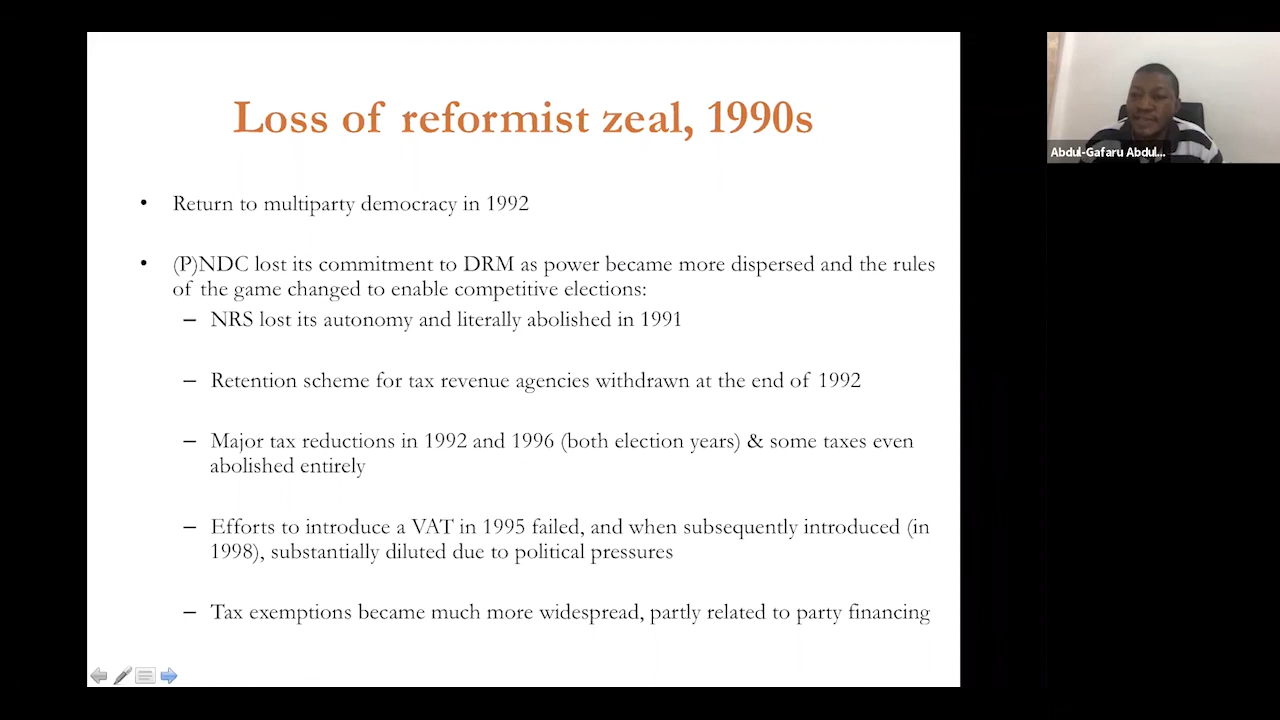 Loss of reformist zeal, 1990s
• Return to multiparty democracy in 1992
• (P)NDC lost its commitment to DRM as power became more dispersed and the rules
of the game changed to enable competitive elections:
– NRS lost its autonomy and literally abolished in 1991
– Retention scheme for tax revenue agencies withdrawn at the end of 1992
– Major tax reductions in 1992 and 1996 (both election years) & some taxes even
abolished entirely
– Efforts to introduce a VAT in 1995 failed, and when subsequently introduced (in
1998), substantially diluted due to political pressures
– Tax exemptions became much more widespread, partly related to party financing
Abdul-Gafaru Abdul...